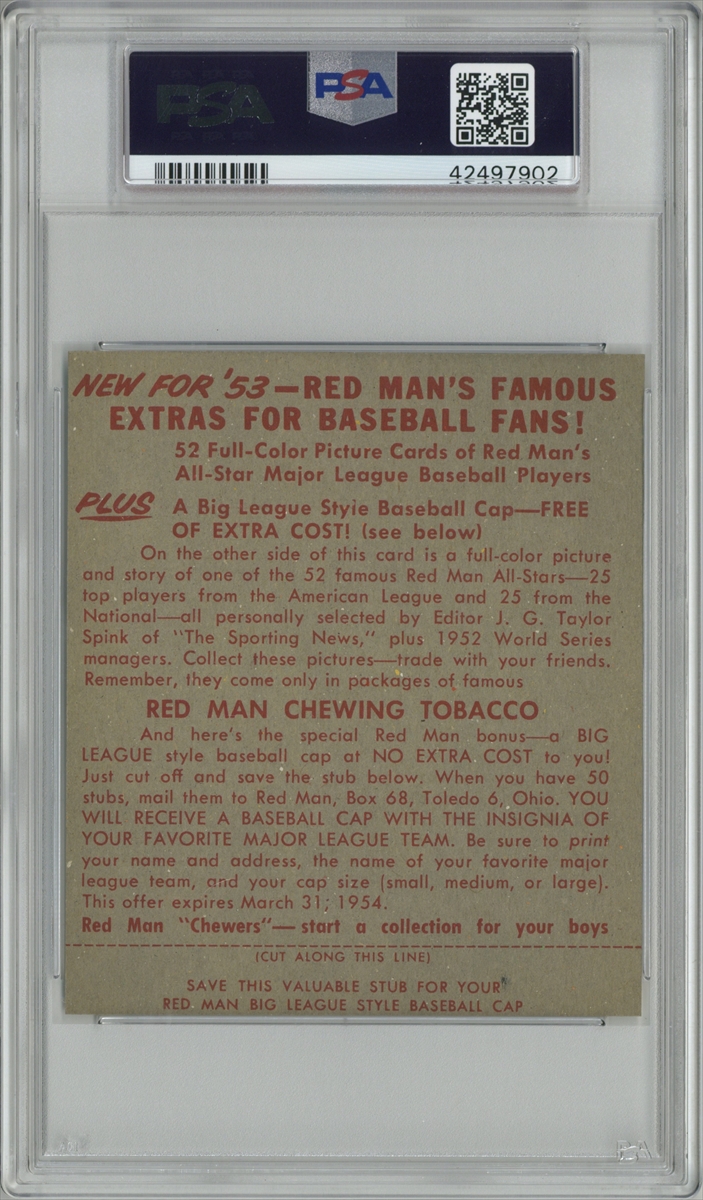 PSA
PSA
42497902
NEW FOR '53—RED MAN'S FAMOUS
EXTRAS FOR BASEBALL FANS!
52 Full-Color Picture Cards of Red Man's
All-Star Major League Baseball Players
PLUS A Big League Style Baseball Cap—FREE
OF EXTRA COST! (see below)
On the other side of this card is a full-color picture
and story of one of the 52 famous Red Man All-Stars—25
top players from the American League and 25 from the
National—all personally selected by Editor J. G. Taylor
Spink of "The Sporting News," plus 1952 World Series
managers. Collect these pictures—trade with your friends.
Remember, they come only in packages of famous
RED MAN CHEWING TOBACCO
And here's the special Red Man bonus—a BIG
LEAGUE style baseball cap at NO EXTRA COST to you!
Just cut off and save the stub below. When you have 50
stubs, mail them to Red Man, Box 68, Toledo 6, Ohio. YOU
WILL RECEIVE A BASEBALL CAP WITH THE INSIGNIA OF
YOUR FAVORITE MAJOR LEAGUE TEAM. Be sure to print
your name and address, the name of your favorite major
league team, and your cap size (small, medium, or large).
This offer expires March 31, 1954.
Red Man "Chewers"—start a collection for your boys
(CUT ALONG THIS LINE)
SAVE THIS VALUABLE STUB FOR YOUR
RED MAN BIG LEAGUE STYLE BASEBALL CAP